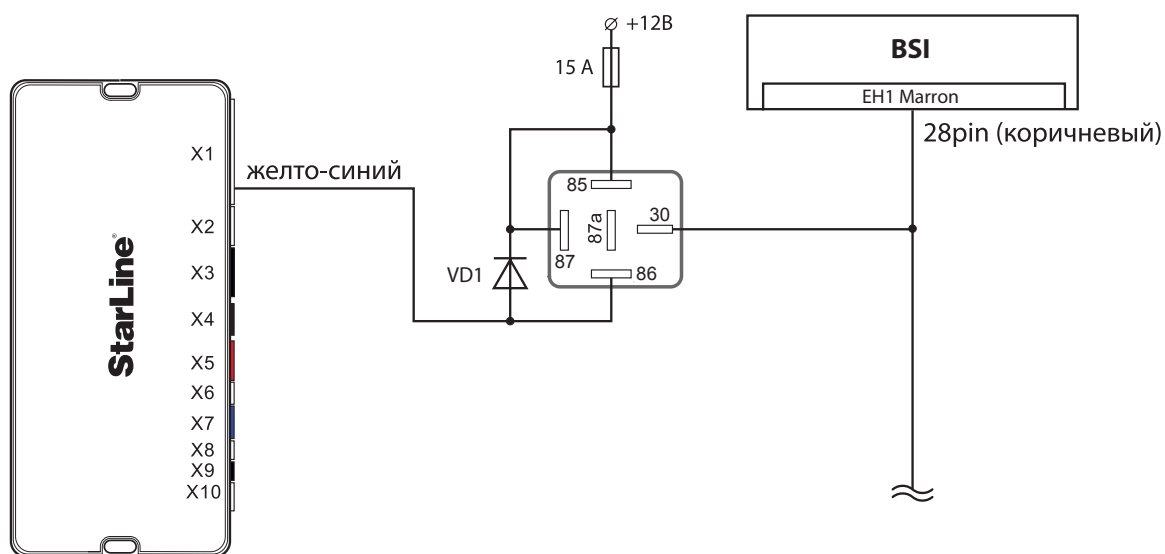 +12В
15 А
BSI
EH1 Marron
28pin (коричневый)
желто-синий
X1
X2
X3
X4
X5
X6
X7
X8
X9
X10
StarLine®
85
87a
30
87
86
VD1